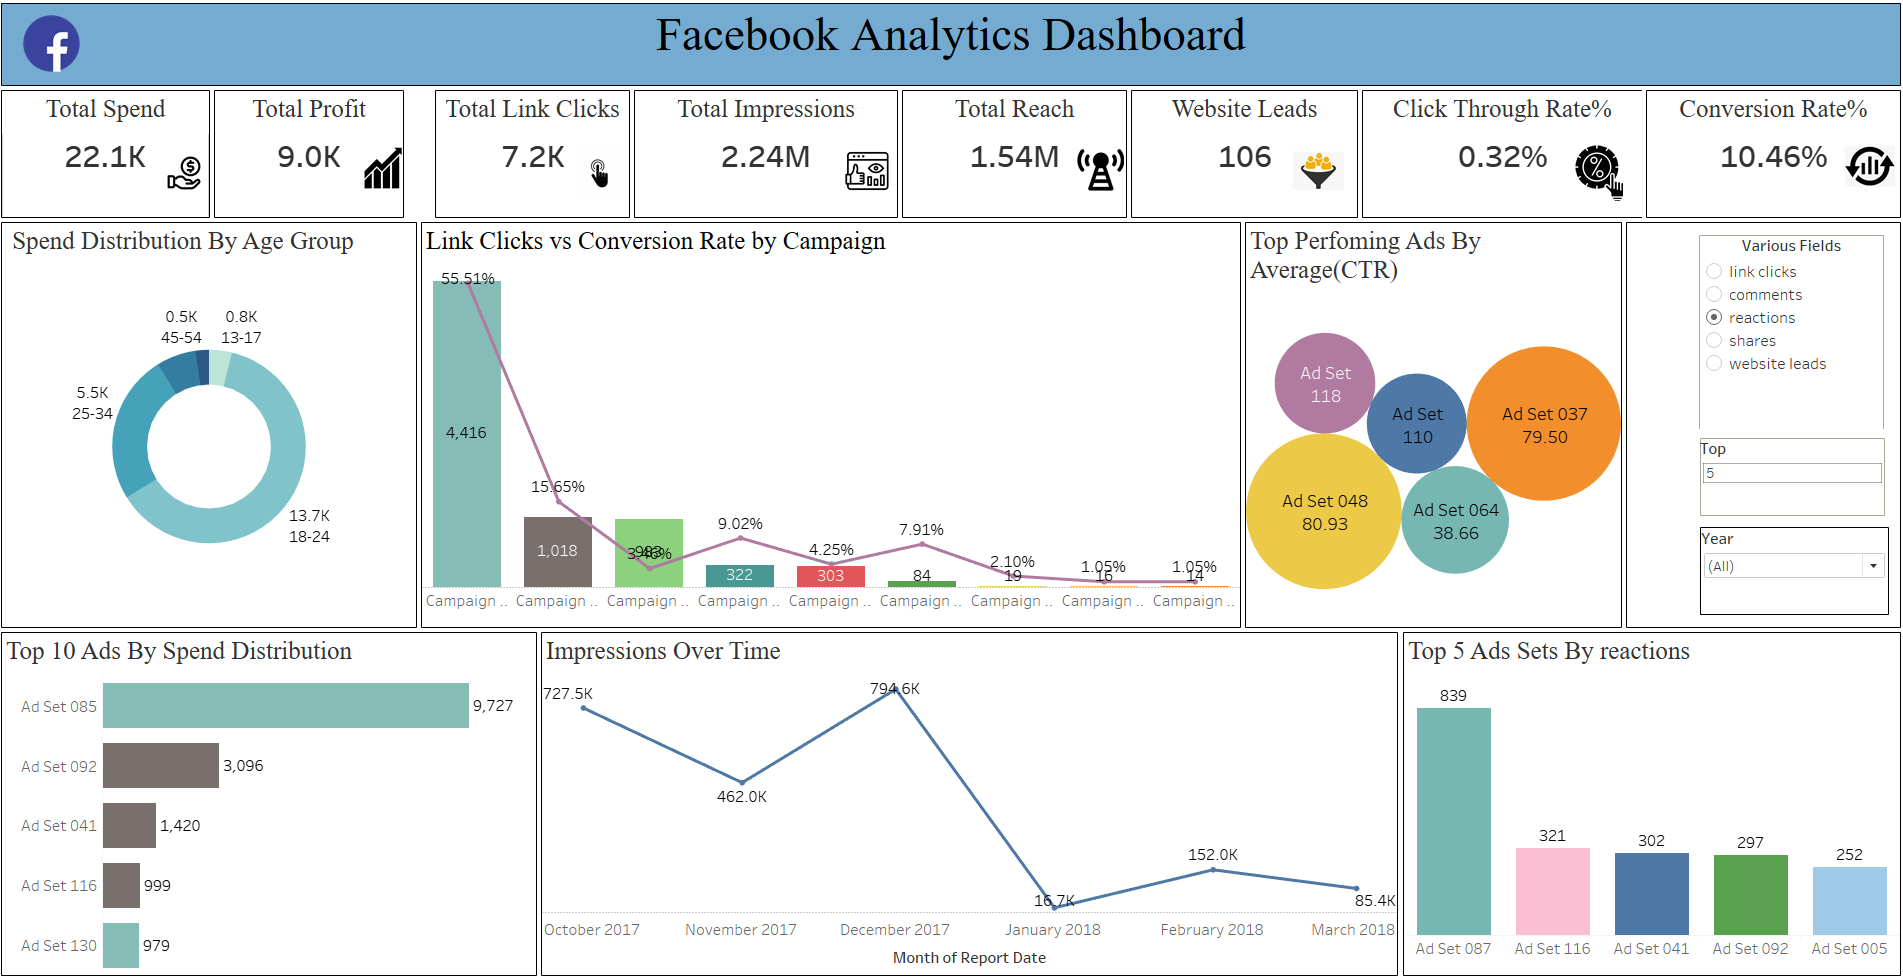 Facebook Analytics Dashboard
Total Spend
22.1K
Total Profit
9.0K
Total Link Clicks
7.2K
Total Impressions
2.24M
Total Reach
1.54M
Website Leads
106
Click Through Rate%
0.32%
Conversion Rate%
10.46%
Spend Distribution By Age Group
0.5K
45-54
0.8K
13-17
5.5K
25-34
13.7K
18-24
Link Clicks vs Conversion Rate by Campaign
55.51%
4,416
15.65%
1,018
983
3.46%
9.02%
322
4.25%
303
7.91%
84
2.10%
19
1.05%
16
1.05%
14
Campaign ..
Campaign ..
Campaign ..
Campaign ..
Campaign ..
Campaign ..
Campaign ..
Campaign ..
Campaign ..
Top Perfoming Ads By
Average(CTR)
Ad Set
118
Ad Set
110
Ad Set 037
79.50
Ad Set 048
80.93
Ad Set 064
38.66
Various Fields
link clicks
comments
reactions
shares
website leads
Top
5
Year
(All)
Top 10 Ads By Spend Distribution
Ad Set 085 9,727
Ad Set 092 3,096
Ad Set 041 1,420
Ad Set 116 999
Ad Set 130 979
Impressions Over Time
727.5K
462.0K
794.6K
16.7K
152.0K
85.4K
October 2017
November 2017
December 2017
January 2018
February 2018
March 2018
Month of Report Date
Top 5 Ads Sets By reactions
839
321
302
297
252
Ad Set 087
Ad Set 116
Ad Set 041
Ad Set 092
Ad Set 005